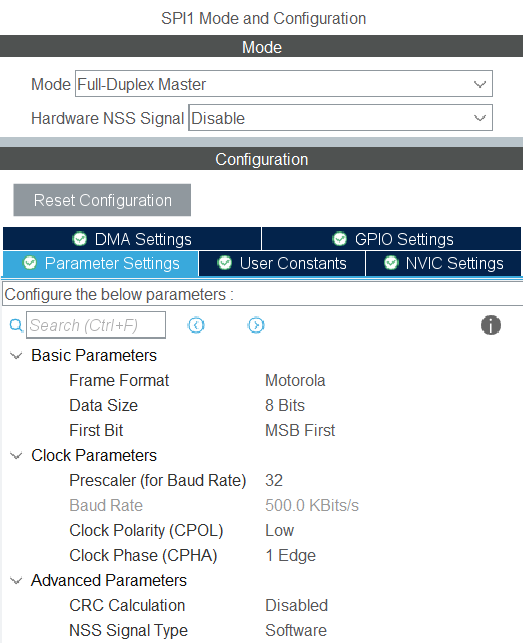 SPI1 Mode and Configuration
Mode
Mode Full-Duplex Master
Hardware NSS Signal Disable
Configuration
Reset Configuration
DMA Settings GPIO Settings
Parameter Settings User Constants NVIC Settings
Configure the below parameters :
Search (Ctrl+F)
Basic Parameters
Frame Format Motorola
Data Size 8 Bits
First Bit MSB First
Clock Parameters
Prescaler (for Baud Rate) 32
Baud Rate 500.0 KBits/s
Clock Polarity (CPOL) Low
Clock Phase (CPHA) 1 Edge
Advanced Parameters
CRC Calculation Disabled
NSS Signal Type Software